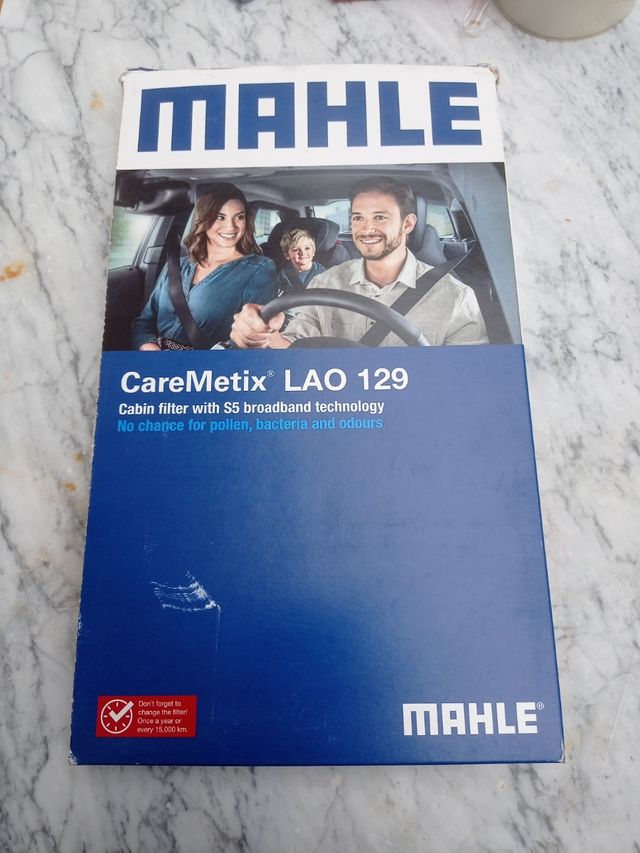 MAHLE
CareMetix® LAO 129
Cabin filter with S5 broadband technology
No chance for pollen, bacteria and odours
Don't forget to
change the filter!
Once a year or
every 15,000 km.
MAHLE®